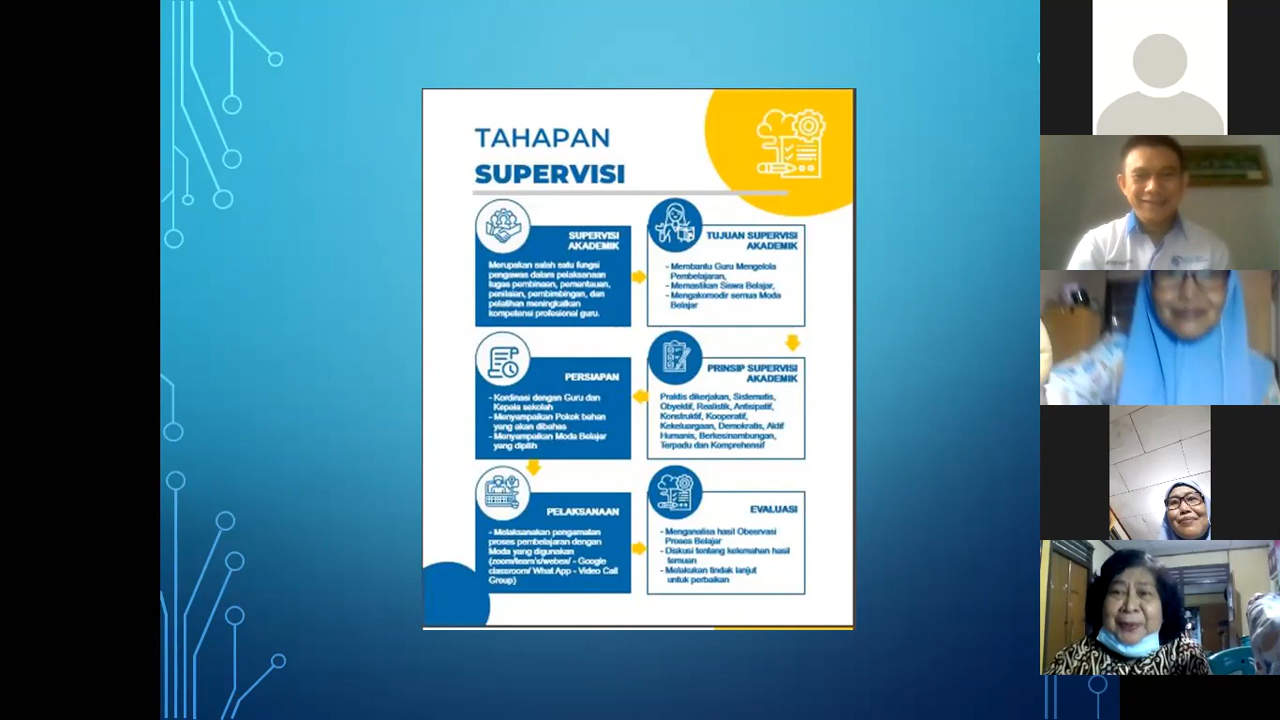 TAHAPAN
SUPERVISI
SUPERVISI
AKADEMIK
Merupakan salah satu fungsi
pengawas dalam pelaksanaan
tugas pembinaan, pemantauan,
penilaian, pembimbingan, dan
pelatihan meningkatkan
kompetensi profesional guru.
TUJUAN SUPERVISI
AKADEMIK
- Membantu Guru Mengelola
Pembelajaran,
- Memastikan Siswa Belajar,
- Mengakomodir semua Moda
Belajar
PRINSIP SUPERVISI
AKADEMIK
Praktis dikerjakan, Sistematis,
Obyektif, Realistik, Antisipatif,
Konstruktif, Kooperatif,
Kekeluargaan, Demokratis, Aktif
Humanis, Berkesinambungan,
Terpadu dan Komprehensif
PERSIAPAN
- Kordinasi dengan Guru dan
Kepala sekolah
- Menyampaikan Pokok bahan
yang akan dibahas
- Menyampaikan Moda Belajar
yang dipilih
PELAKSANAAN
- Melaksanakan pengamatan
proses pembelajaran dengan
Moda yang digunakan
(zoom/team's/webex/ - Google
classroom/ What App - Video Call
Group)
EVALUASI
- Menganalisa hasil Observasi
Proses Belajar
- Diskusi tentang kelemahan hasil
temuan
- Melakukan tindak lanjut
untuk perbaikan